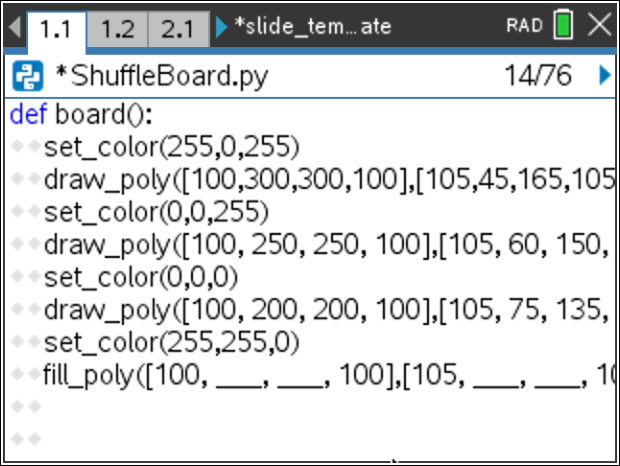 1.1 1.2 2.1 *slide_tem...ate RAD
*ShuffleBoard.py 14/76
def board():
set_color(255,0,255)
draw_poly([100,300,300,100],[105,45,165,105
set_color(0,0,255)
draw_poly([100, 250, 250, 100],[105, 60, 150,
set_color(0,0,0)
draw_poly([100, 200, 200, 100],[105, 75, 135,
set_color(255,255,0)
fill_poly([100, ___, ___, 100],[105, ___, ___, 10